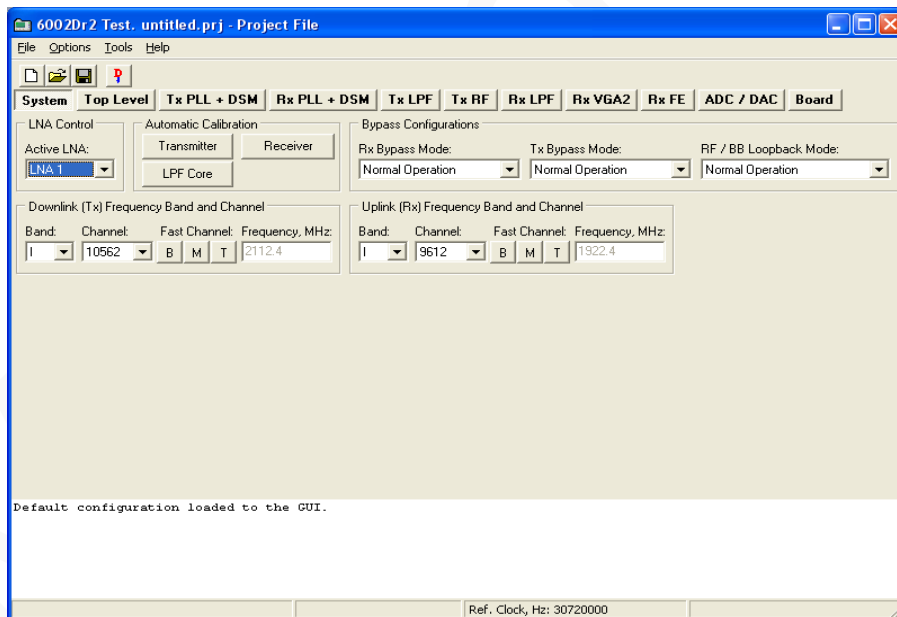 6002Dr2 Test. untitled.prj - Project File
File Options Tools Help
System Top Level Tx PLL + DSM Rx PLL + DSM Tx LPF Tx RF Rx LPF Rx VGA2 Rx FE ADC / DAC Board
LNA Control
Active LNA:
LNA 1
Automatic Calibration
Transmitter Receiver
LPF Core
Bypass Configurations
Rx Bypass Mode: Tx Bypass Mode: RF / BB Loopback Mode:
Normal Operation Normal Operation Normal Operation
Downlink (Tx) Frequency Band and Channel
Band: Channel: Fast Channel: Frequency, MHz:
I 10562 B M T 2112.4
Uplink (Rx) Frequency Band and Channel
Band: Channel: Fast Channel: Frequency, MHz:
I 9612 B M T 1922.4
Default configuration loaded to the GUI.
Ref. Clock, Hz: 30720000